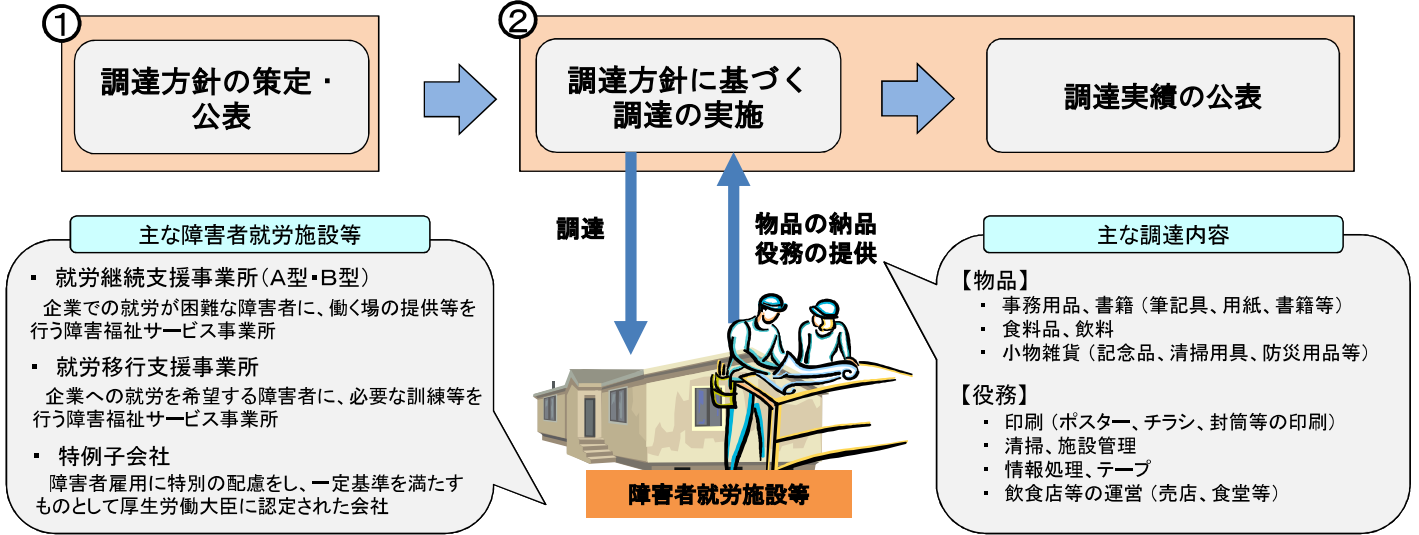 ①
調達方針の策定・
公表
②
調達方針に基づく
調達の実施
調達実績の公表
調達
物品の納品
役務の提供
主な障害者就労施設等
・ 就労継続支援事業所(A型・B型)
企業での就労が困難な障害者に、働く場の提供等を
行う障害福祉サービス事業所
・ 就労移行支援事業所
企業への就労を希望する障害者に、必要な訓練等を
行う障害福祉サービス事業所
・ 特例子会社
障害者雇用に特別の配慮をし、一定基準を満たす
ものとして厚生労働大臣に認定された会社
障害者就労施設等
主な調達内容
【物品】
・ 事務用品、書籍(筆記具、用紙、書籍等)
・ 食料品、飲料
・ 小物雑貨(記念品、清掃用具、防災用品等)
【役務】
・ 印刷(ポスター、チラシ、封筒等の印刷)
・ 清掃、施設管理
・ 情報処理、テープ
・ 飲食店等の運営(売店、食堂等)